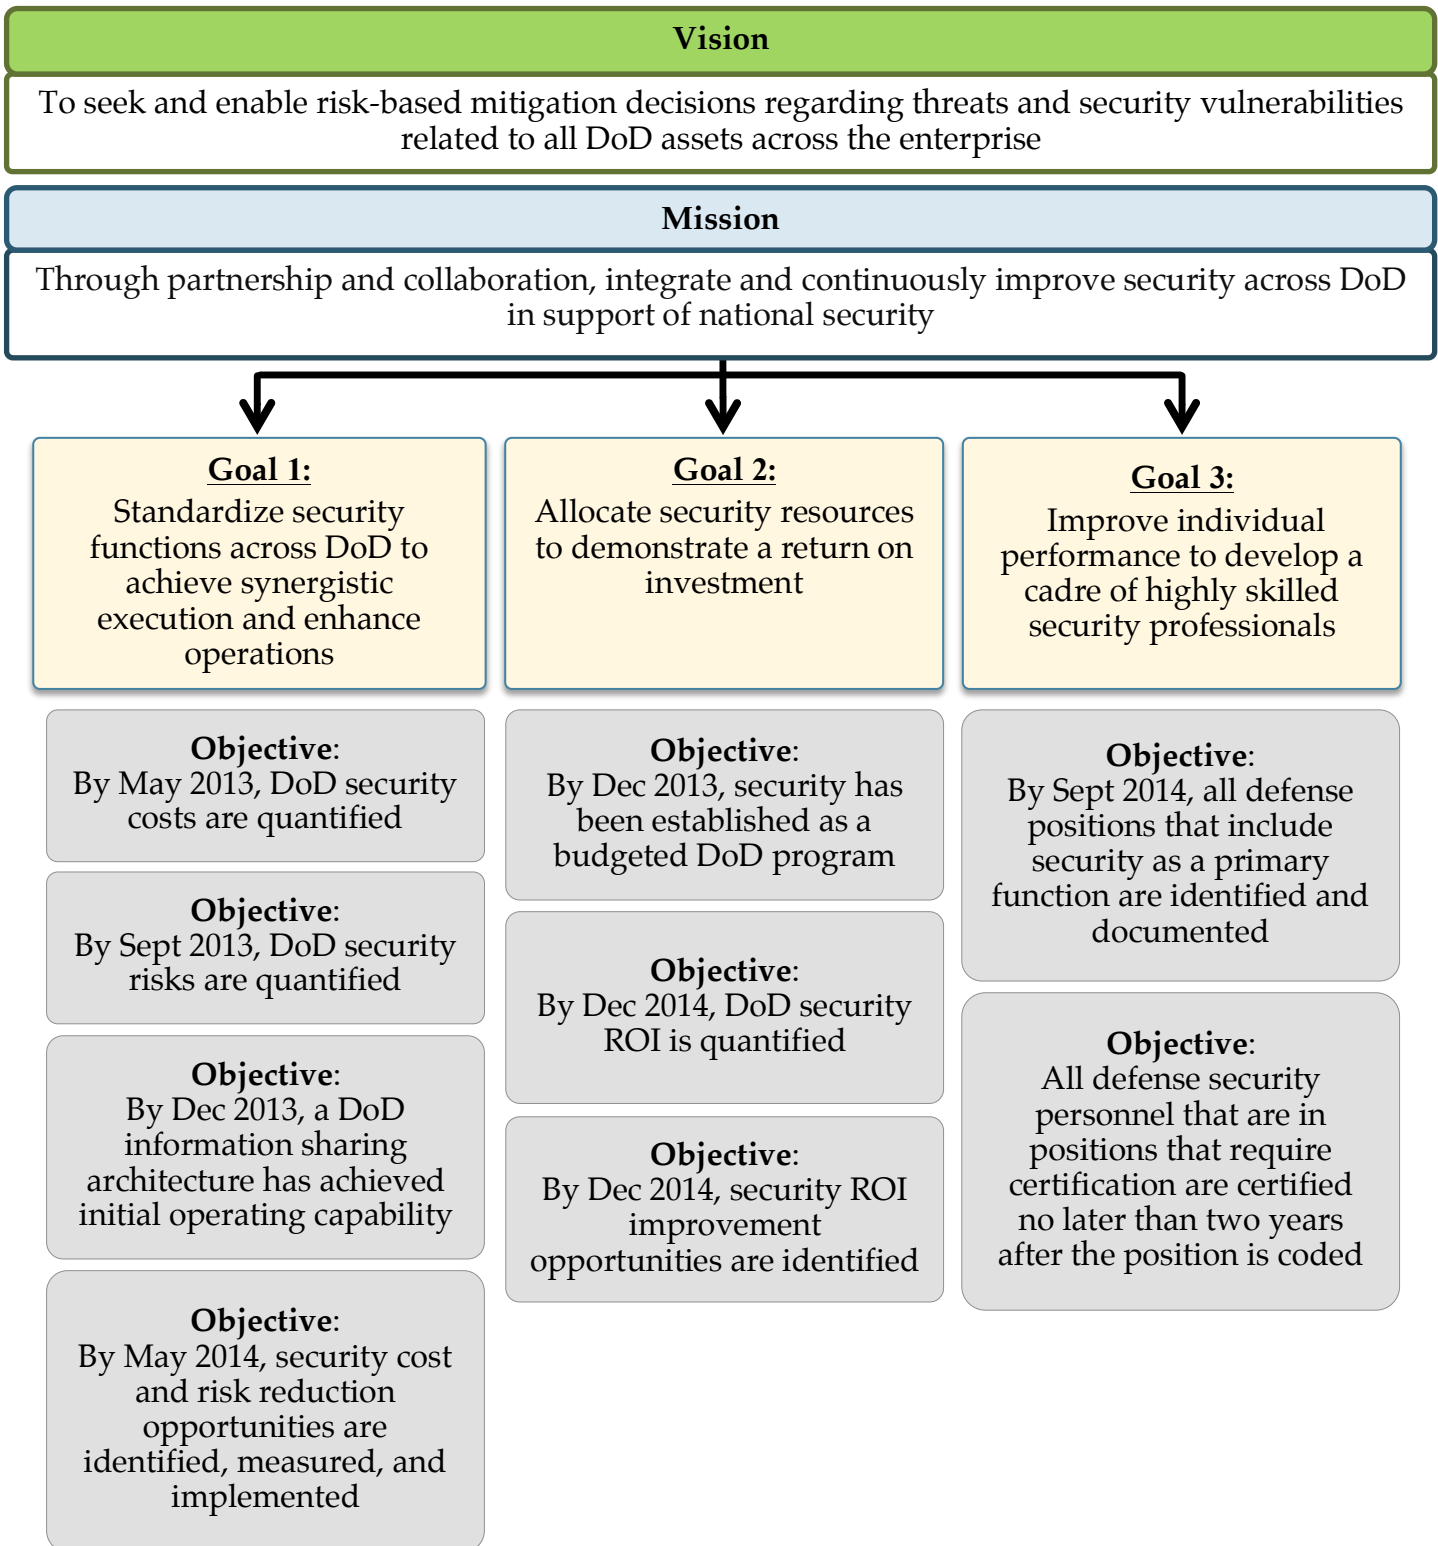 Vision
To seek and enable risk-based mitigation decisions regarding threats and security vulnerabilities
related to all DoD assets across the enterprise
Mission
Through partnership and collaboration, integrate and continuously improve security across DoD
in support of national security
Goal 1:
Standardize security
functions across DoD to
achieve synergistic
execution and enhance
operations
Objective:
By May 2013, DoD security
costs are quantified
Objective:
By Sept 2013, DoD security
risks are quantified
Objective:
By Dec 2013, a DoD
information sharing
architecture has achieved
initial operating capability
Objective:
By May 2014, security cost
and risk reduction
opportunities are
identified, measured, and
implemented
Goal 2:
Allocate security resources
to demonstrate a return on
investment
Objective:
By Dec 2013, security has
been established as a
budgeted DoD program
Objective:
By Dec 2014, DoD security
ROI is quantified
Objective:
By Dec 2014, security ROI
improvement
opportunities are identified
Goal 3:
Improve individual
performance to develop a
cadre of highly skilled
security professionals
Objective:
By Sept 2014, all defense
positions that include
security as a primary
function are identified and
documented
Objective:
All defense security
personnel that are in
positions that require
certification are certified
no later than two years
after the position is coded